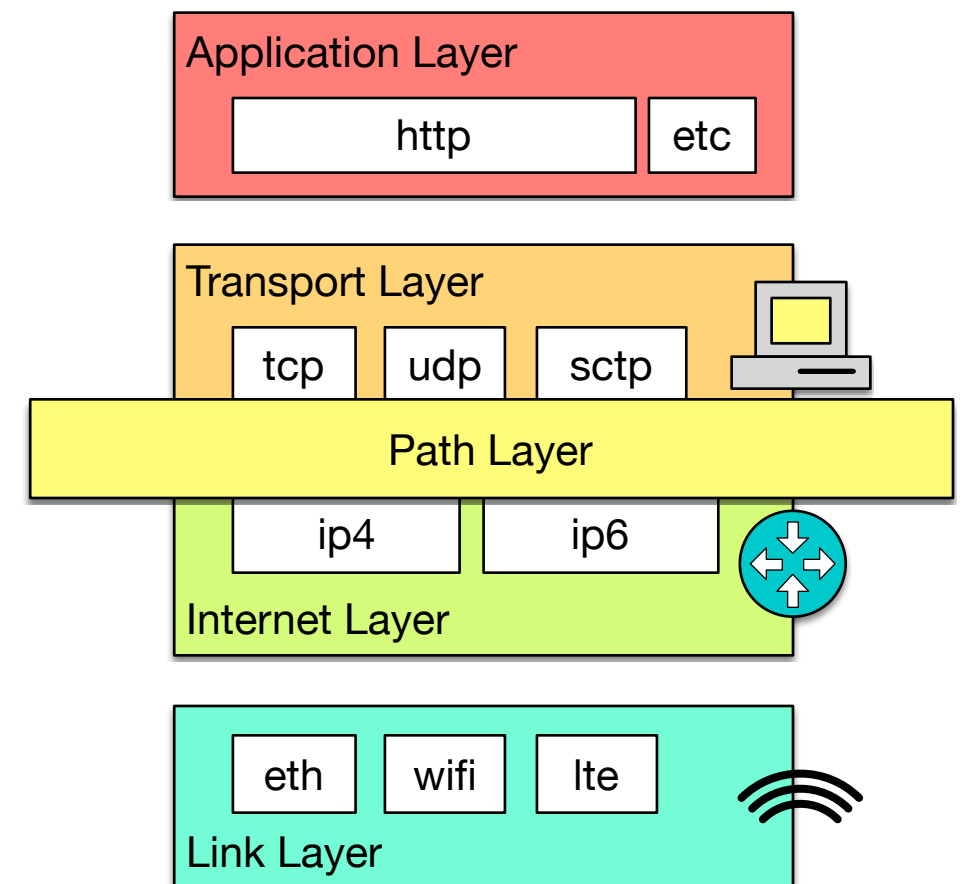 Application Layer
http etc
Transport Layer
tcp udp sctp
Path Layer
ip4 ip6
Internet Layer
eth wifi lte
Link Layer